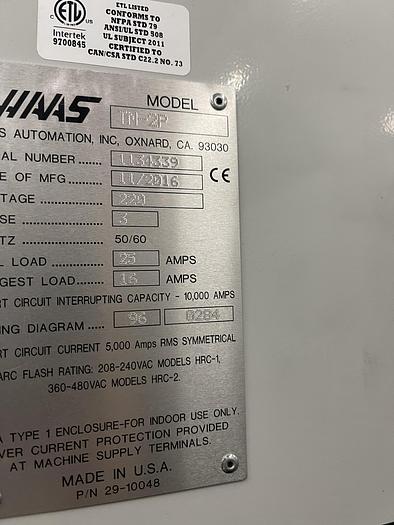 ETL LISTED
CONFORMS TO
NFPA STD 79
ANSI/UL STD 508
UL SUBJECT 2011
CERTIFIED TO
CAN/CSA STD C22.2 NO. 73
ETL
Intertek
9700845
HAAS
MODEL TM-2P
S AUTOMATION, INC, OXNARD, CA. 93030
AL NUMBER ....... 1134339
E OF MFG ........ 11/2016 CE
TAGE ............ 220
SE ............... 3
TZ ............... 50/60
L LOAD .......... 25 AMPS
GEST LOAD ..... 16 AMPS
RT CIRCUIT INTERRUPTING CAPACITY - 10,000 AMPS
ING DIAGRAM .... 96 0284
RT CIRCUIT CURRENT 5,000 Amps RMS SYMMETRICAL
ARC FLASH RATING: 208-240VAC MODELS HRC-1,
360-480VAC MODELS HRC-2.
A TYPE 1 ENCLOSURE-FOR INDOOR USE ONLY.
VER CURRENT PROTECTION PROVIDED
AT MACHINE SUPPLY TERMINALS.
MADE IN U.S.A.
P/N 29-10048